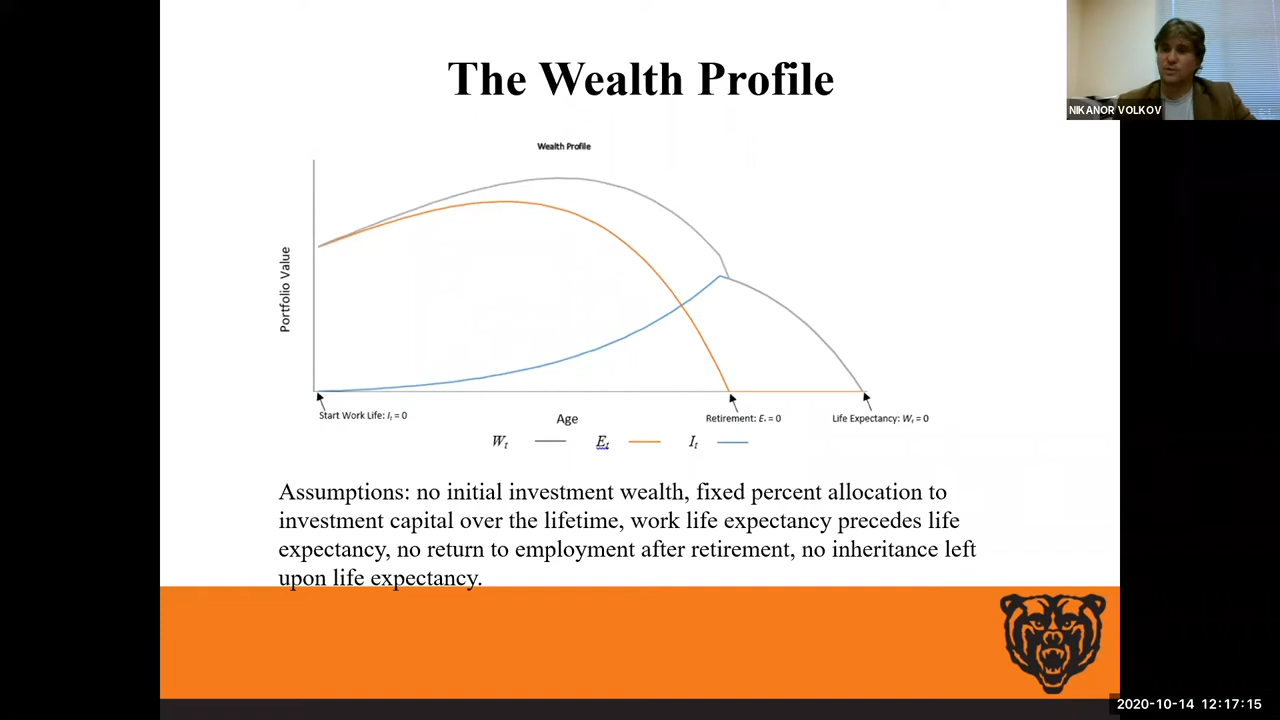 The Wealth Profile
NIKANOR VOLKOV
Wealth Profile
Portfolio Value
Start Work Life: Iₜ = 0
Age
Retirement: Eₜ = 0
Life Expectancy: Wₜ = 0
Wₜ Eₜ Iₜ
Assumptions: no initial investment wealth, fixed percent allocation to
investment capital over the lifetime, work life expectancy precedes life
expectancy, no return to employment after retirement, no inheritance left
upon life expectancy.
2020-10-14 12:17:15